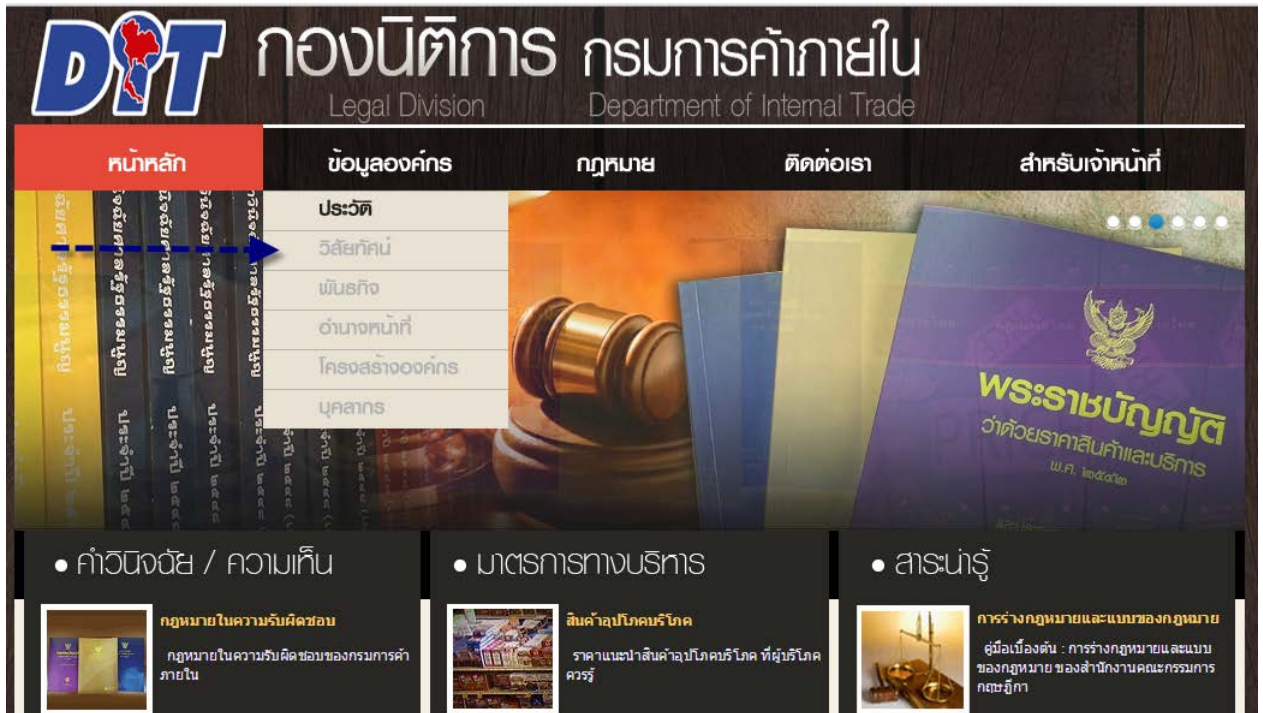 DIT กองนิติการ กรมการค้าภายใน
Legal Division Department of Internal Trade
หน้าหลัก ข้อมูลองค์กร กฎหมาย ติดต่อเรา สำหรับเจ้าหน้าที่
ประวัติ
วิสัยทัศน์
พันธกิจ
อำนาจหน้าที่
โครงสร้างองค์กร
บุคลากร
พระราชบัญญัติ
ว่าด้วยราคาสินค้าและบริการ
พ.ศ. ๒๕๔๒
• คำวินิจฉัย / ความเห็น
กฎหมายในความรับผิดชอบ
กฎหมายในความรับผิดชอบของกรมการค้า
ภายใน
• มาตรการทางบริหาร
สินค้าอุปโภคบริโภค
ราคาแนะนำสินค้าอุปโภคบริโภค ที่ผู้บริโภค
ควรรู้
• สาระน่ารู้
การร่างกฎหมายและแบบของกฎหมาย
คู่มือเบื้องต้น : การร่างกฎหมายและแบบ
ของกฎหมาย ของสำนักงานคณะกรรมการ
กฤษฎีกา